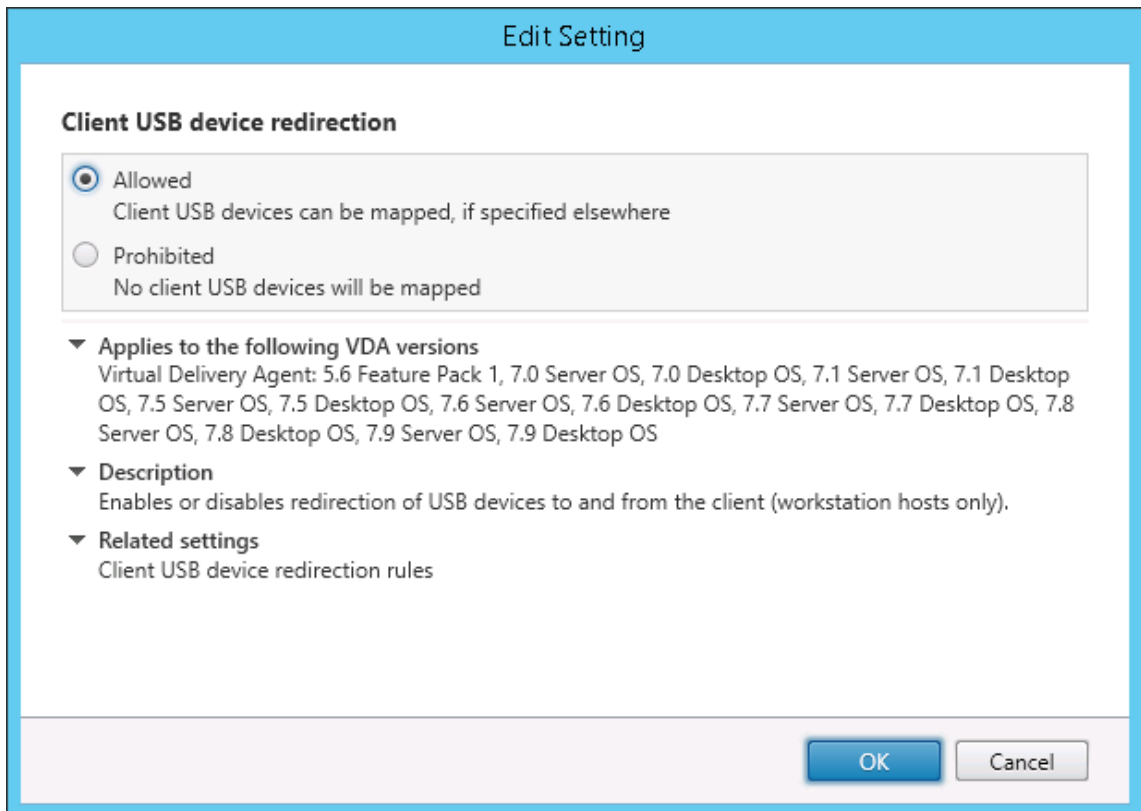 Edit Setting
Client USB device redirection
Allowed
Client USB devices can be mapped, if specified elsewhere
Prohibited
No client USB devices will be mapped
Applies to the following VDA versions
Virtual Delivery Agent: 5.6 Feature Pack 1, 7.0 Server OS, 7.0 Desktop OS, 7.1 Server OS, 7.1 Desktop
OS, 7.5 Server OS, 7.5 Desktop OS, 7.6 Server OS, 7.6 Desktop OS, 7.7 Server OS, 7.7 Desktop OS, 7.8
Server OS, 7.8 Desktop OS, 7.9 Server OS, 7.9 Desktop OS
Description
Enables or disables redirection of USB devices to and from the client (workstation hosts only).
Related settings
Client USB device redirection rules
OK
Cancel